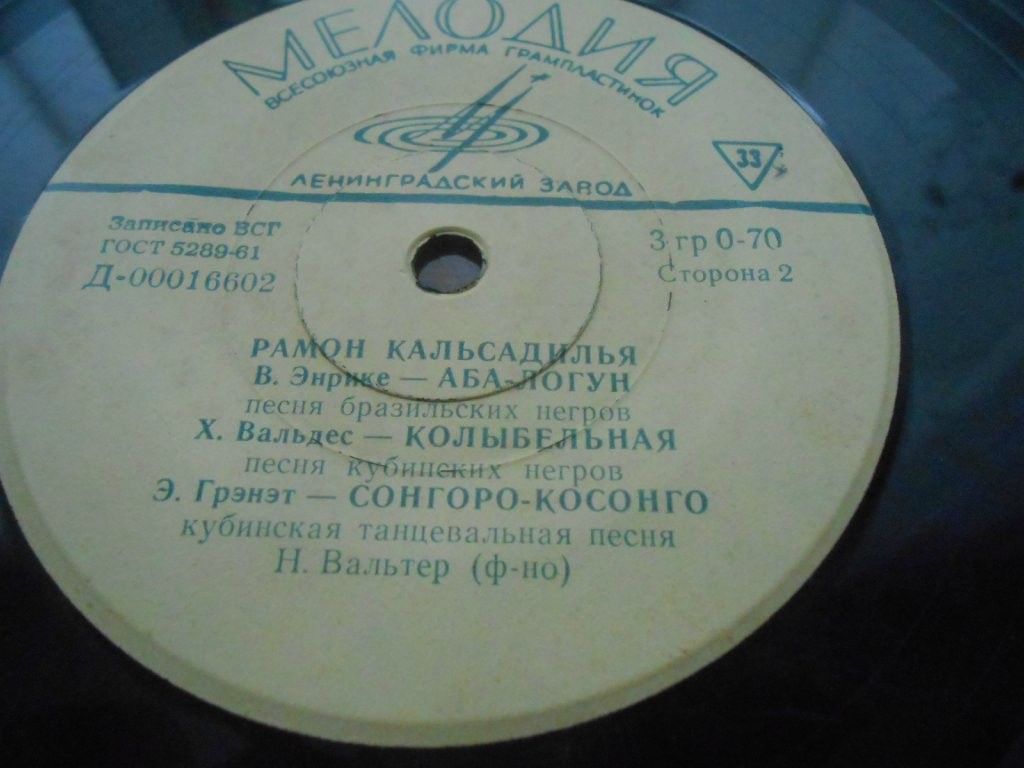 МЕЛОДИЯ
ВСЕСОЮЗНАЯ ФИРМА ГРАМПЛАСТИНОК
ЛЕНИНГРАДСКИЙ ЗАВОД
33
Записано ВСГ
ГОСТ 5289-61
Д-00016602
3 гр 0-70
Сторона 2
РАМОН КАЛЬСАДИЛЬЯ
В. Энрике — АБА-ЛОГУН
песня бразильских негров
Х. Вальдес — КОЛЫБЕЛЬНАЯ
песня кубинских негров
Э. Грэнэт — СОНГОРО-КОСОНГО
кубинская танцевальная песня
Н. Вальтер (ф-но)